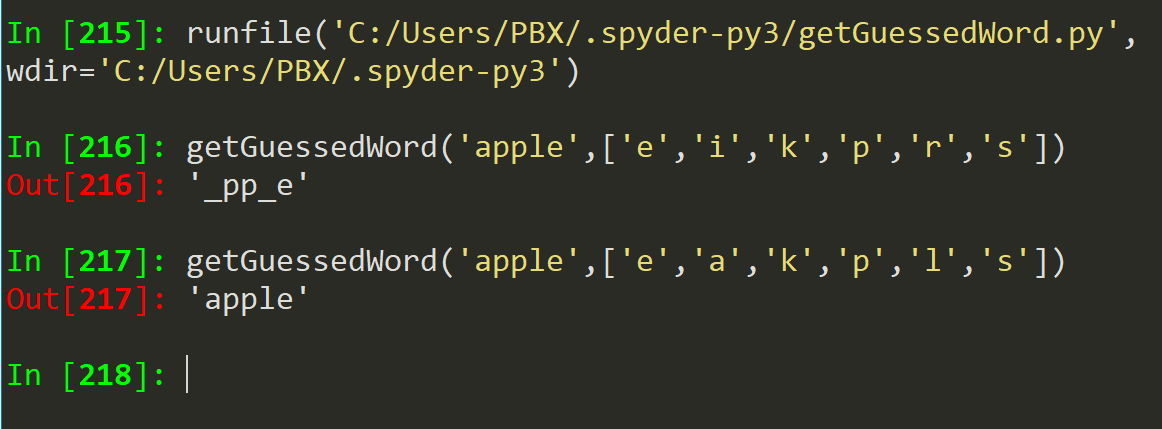 In [215]: runfile('C:/Users/PBX/.spyder-py3/getGuessedWord.py',
wdir='C:/Users/PBX/.spyder-py3')
In [216]: getGuessedWord('apple',['e','i','k','p','r','s'])
Out[216]: '_pp_e'
In [217]: getGuessedWord('apple',['e','a','k','p','l','s'])
Out[217]: 'apple'
In [218]: